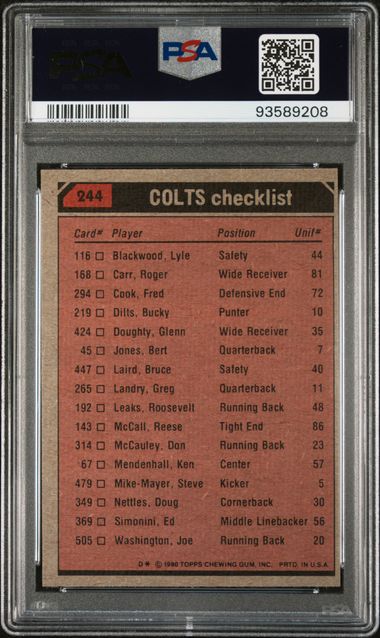 PSA
PSA
93589208
244 COLTS checklist
Card# Player Position Unif#
116 □ Blackwood, Lyle Safety 44
168 □ Carr, Roger Wide Receiver 81
294 □ Cook, Fred Defensive End 72
219 □ Dilts, Bucky Punter 10
424 □ Doughty, Glenn Wide Receiver 35
45 □ Jones, Bert Quarterback 7
447 □ Laird, Bruce Safety 40
265 □ Landry, Greg Quarterback 11
192 □ Leaks, Roosevelt Running Back 48
143 □ McCall, Reese Tight End 86
314 □ McCauley, Don Running Back 23
67 □ Mendenhall, Ken Center 57
479 □ Mike-Mayer, Steve Kicker 5
349 □ Nettles, Doug Cornerback 30
369 □ Simonini, Ed Middle Linebacker 56
505 □ Washington, Joe Running Back 20
D* © 1980 TOPPS CHEWING GUM, INC. PRTD. IN U.S.A